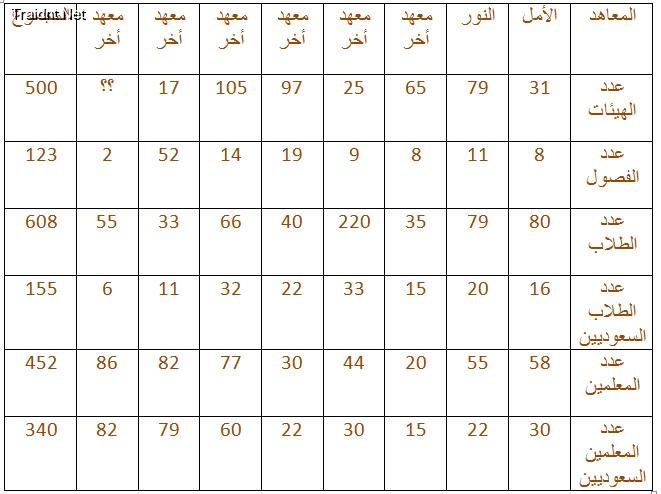 المعاهد الأمل النور معهد أخر معهد أخر معهد أخر معهد أخر معهد أخر معهد أخر
Traidnt.Net
عدد الهيئات 31 79 65 25 97 105 17 ؟؟ 500
عدد الفصول 8 11 8 9 19 14 52 2 123
عدد الطلاب 80 79 35 220 40 66 33 55 608
عدد الطلاب السعوديين 16 20 15 33 22 32 11 6 155
عدد المعلمين 58 55 20 44 30 77 82 86 452
عدد المعلمين السعوديين 30 22 15 30 22 60 79 82 340